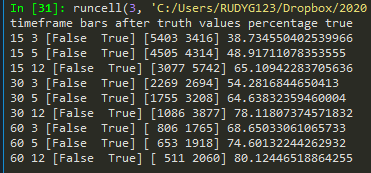 In [31]: runcell(3, 'C:/Users/RUDYG123/Dropbox/2020
timeframe bars after truth values percentage true
15 3 [False  True] [5403 3416] 38.734550402539966
15 5 [False  True] [4505 4314] 48.917110783535555
15 12 [False  True] [3077 5742] 65.10942283705636
30 3 [False  True] [2269 2694] 54.2816844650413
30 5 [False  True] [1755 3208] 64.63832359460004
30 12 [False  True] [1086 3877] 78.11807374571832
60 3 [False  True] [ 806 1765] 68.65033061065733
60 5 [False  True] [ 653 1918] 74.60132244262932
60 12 [False  True] [ 511 2060] 80.12446518864255